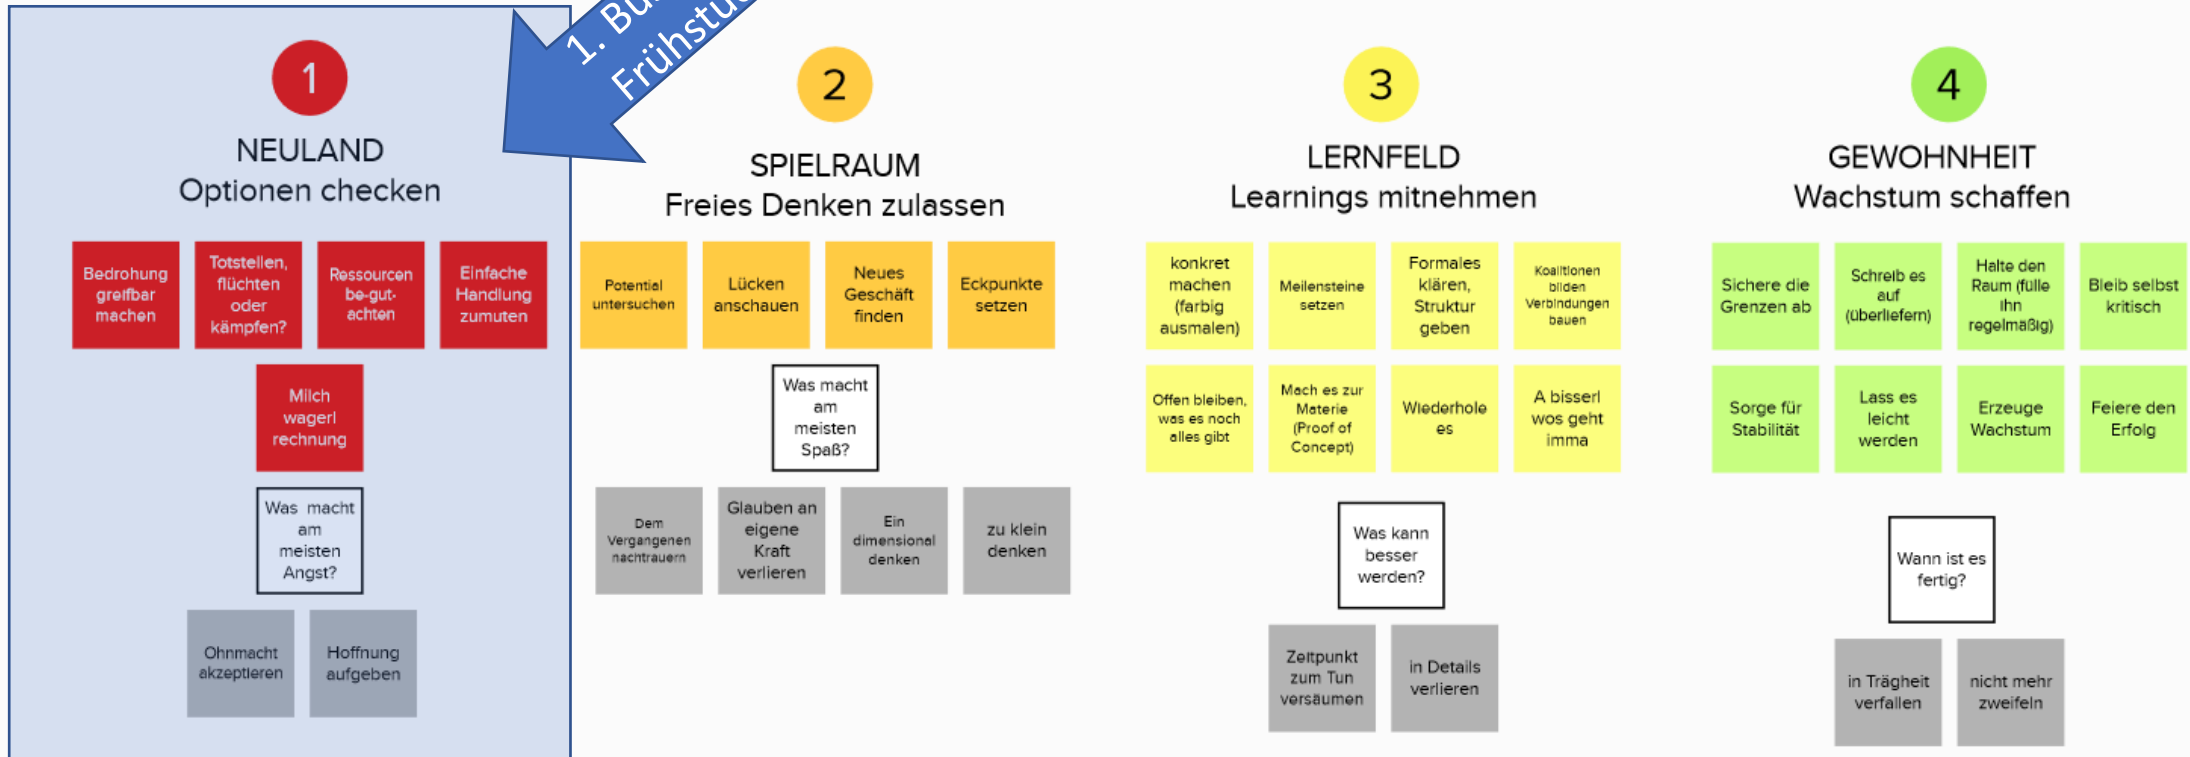 1. 
Frühstü
1
NEULAND
Optionen checken
Bedrohung
greifbar
machen
Totstellen,
flüchten
oder
kämpfen?
Ressourcen
be-gut-
achten
Einfache
Handlung
zumuten
Milch
wagerl
rechnung
Was macht
am
meisten
Angst?
Ohnmacht
akzeptieren
Hoffnung
aufgeben
2
SPIELRAUM
Freies Denken zulassen
Potential
untersuchen
Lücken
anschauen
Neues
Geschäft
finden
Eckpunkte
setzen
Was macht
am
meisten
Spaß?
Dem
Vergangenen
nachtrauern
Glauben an
eigene
Kraft
verlieren
Ein
dimensional
denken
zu klein
denken
3
LERNFELD
Learnings mitnehmen
konkret
machen
(farbig
ausmalen)
Meilensteine
setzen
Formales
klären,
Struktur
geben
Koalitionen
bilden
Verbindungen
bauen
Offen bleiben,
was es noch
alles gibt
Mach es zur
Materie
(Proof of
Concept)
Wiederhole
es
A bisserl
wos geht
imma
Was kann
besser
werden?
Zeitpunkt
zum Tun
versäumen
in Details
verlieren
4
GEWOHNHEIT
Wachstum schaffen
Sichere die
Grenzen ab
Schreib es
auf
(überliefern)
Halte den
Raum (fülle
ihn
regelmäßig)
Bleib selbst
kritisch
Sorge für
Stabilität
Lass es
leicht
werden
Erzeuge
Wachstum
Feiere den
Erfolg
Wann ist es
fertig?
in Trägheit
verfallen
nicht mehr
zweifeln